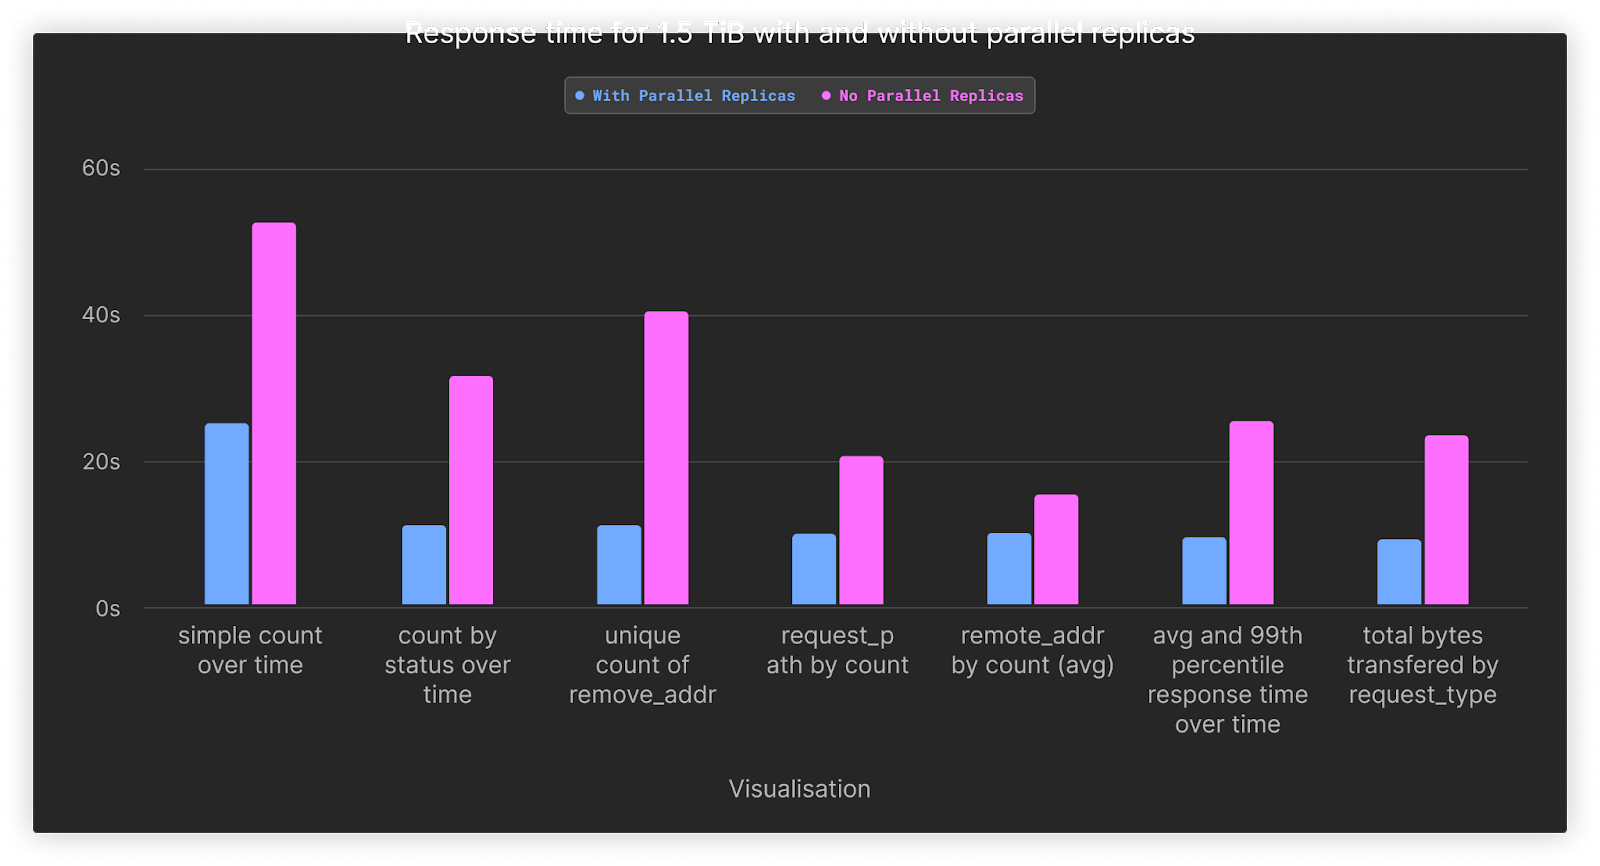 Response time for 1.5 TiB with and without parallel replicas
With Parallel Replicas
No Parallel Replicas
60s
40s
20s
0s
simple count
over time
count by
status over
time
unique
count of
remove_addr
request_p
ath by count
remote_addr
by count (avg)
avg and 99th
percentile
response time
over time
total bytes
transfered by
request_type
Visualisation